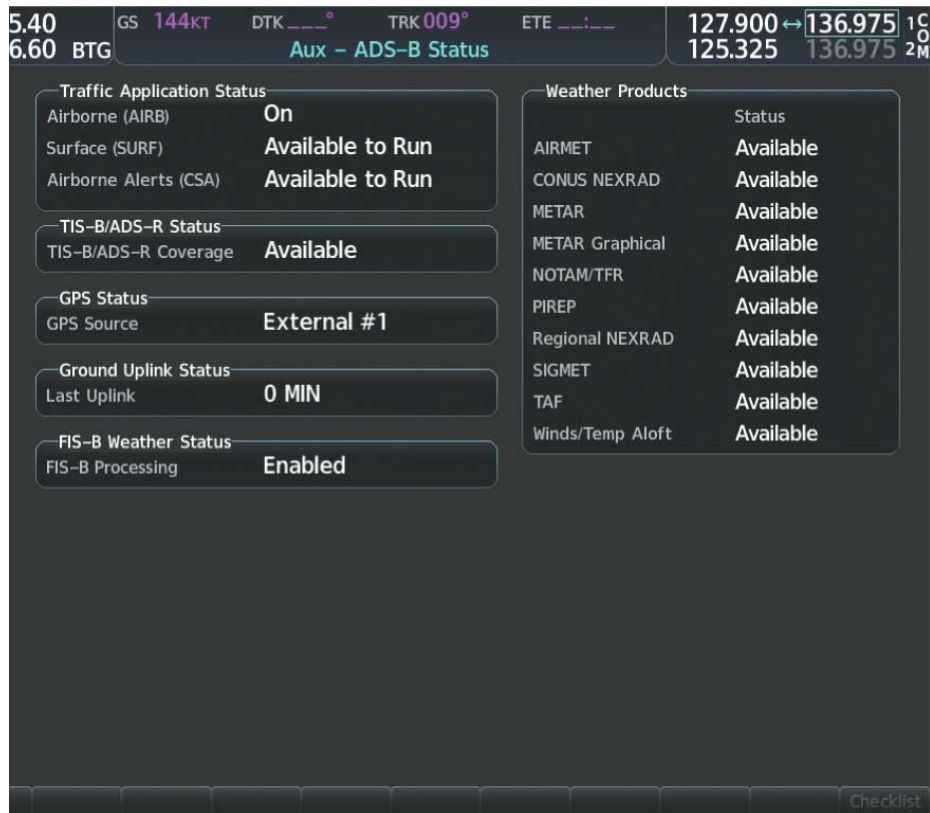 5.40 GS 144KT DTK___° TRK 009° ETE __:__ 127.900 ↔ 136.975 1 C
6.60 BTG Aux – ADS–B Status 125.325 136.975 2 O M
Traffic Application Status
Airborne (AIRB) On
Surface (SURF) Available to Run
Airborne Alerts (CSA) Available to Run
TIS–B/ADS–R Status
TIS–B/ADS–R Coverage Available
GPS Status
GPS Source External #1
Ground Uplink Status
Last Uplink 0 MIN
FIS–B Weather Status
FIS–B Processing Enabled
Weather Products
Status
AIRMET Available
CONUS NEXRAD Available
METAR Available
METAR Graphical Available
NOTAM/TFR Available
PIREP Available
Regional NEXRAD Available
SIGMET Available
TAF Available
Winds/Temp Aloft Available
Checklist